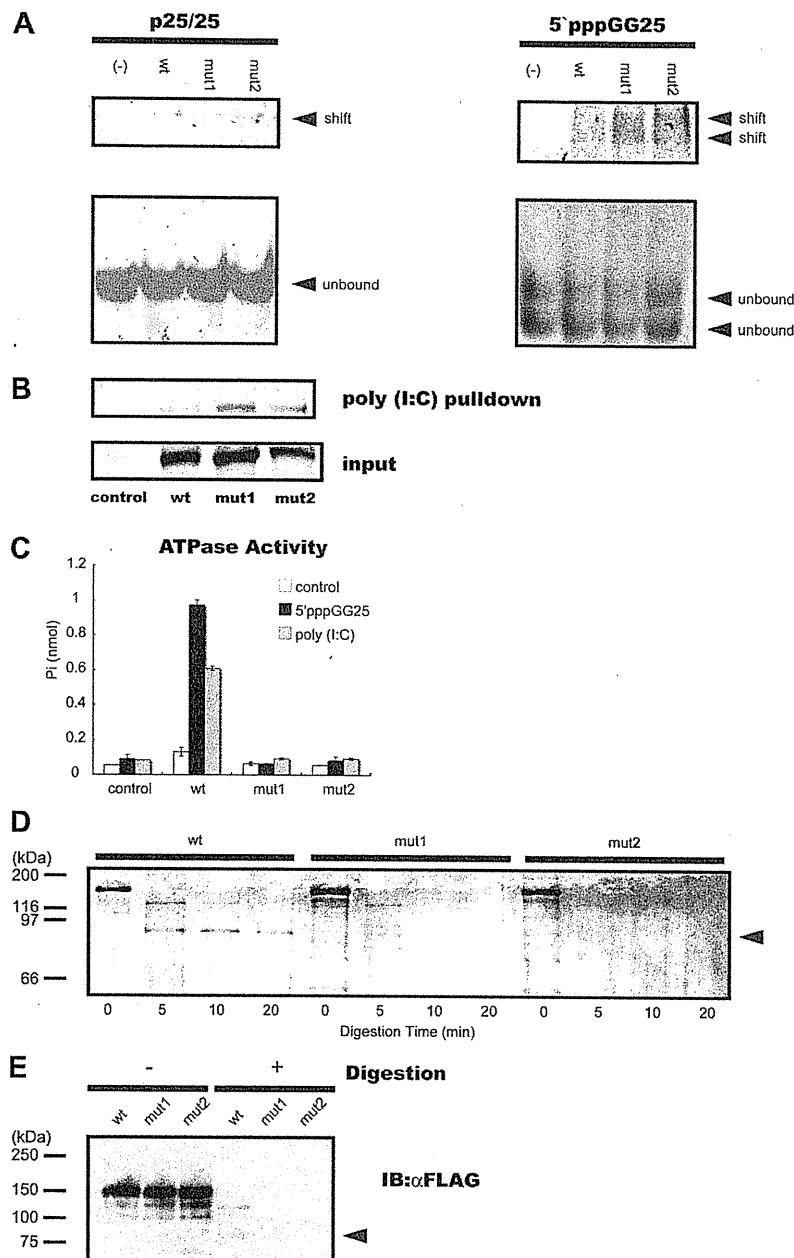 A
p25/25
(-) wt mut1 mut2
shift
unbound
5`pppGG25
(-) wt mut1 mut2
shift
shift
unbound
unbound
B
poly (I:C) pulldown
input
control wt mut1 mut2
C
ATPase Activity
1.2
1
0.8
0.6
0.4
0.2
0
Pi (nmol)
control
5'pppGG25
poly (I:C)
control wt mut1 mut2
D
wt mut1 mut2
(kDa)
200
116
97
66
0 5 10 20 0 5 10 20 0 5 10 20
Digestion Time (min)
E
- + Digestion
wt mut1 mut2 wt mut1 mut2
(kDa)
250
150
100
75
IB:αFLAG